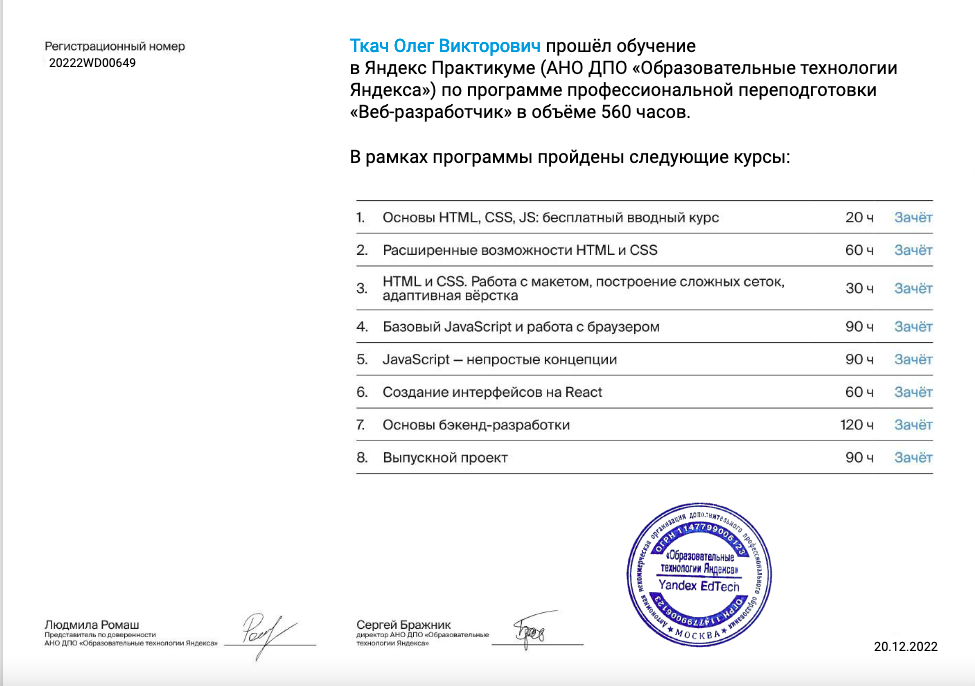 Регистрационный номер
20222WD00649
Ткач Олег Викторович прошёл обучение
в Яндекс Практикуме (АНО ДПО «Образовательные технологии
Яндекса») по программе профессиональной переподготовки
«Веб-разработчик» в объёме 560 часов.
В рамках программы пройдены следующие курсы:
1. Основы HTML, CSS, JS: бесплатный вводный курс 20 ч Зачёт
2. Расширенные возможности HTML и CSS 60 ч Зачёт
3. HTML и CSS. Работа с макетом, построение сложных сеток,
адаптивная вёрстка 30 ч Зачёт
4. Базовый JavaScript и работа с браузером 90 ч Зачёт
5. JavaScript — непростые концепции 90 ч Зачёт
6. Создание интерфейсов на React 60 ч Зачёт
7. Основы бэкенд-разработки 120 ч Зачёт
8. Выпускной проект 90 ч Зачёт
Автономная некоммерческая организация дополнительного профессионального образования
«Образовательные
технологии Яндекса»
Yandex EdTech
★ МОСКВА ★
Людмила Ромаш
Представитель по доверенности
АНО ДПО «Образовательные технологии Яндекса»
Сергей Бражник
директор АНО ДПО «Образовательные
технологии Яндекса»
20.12.2022